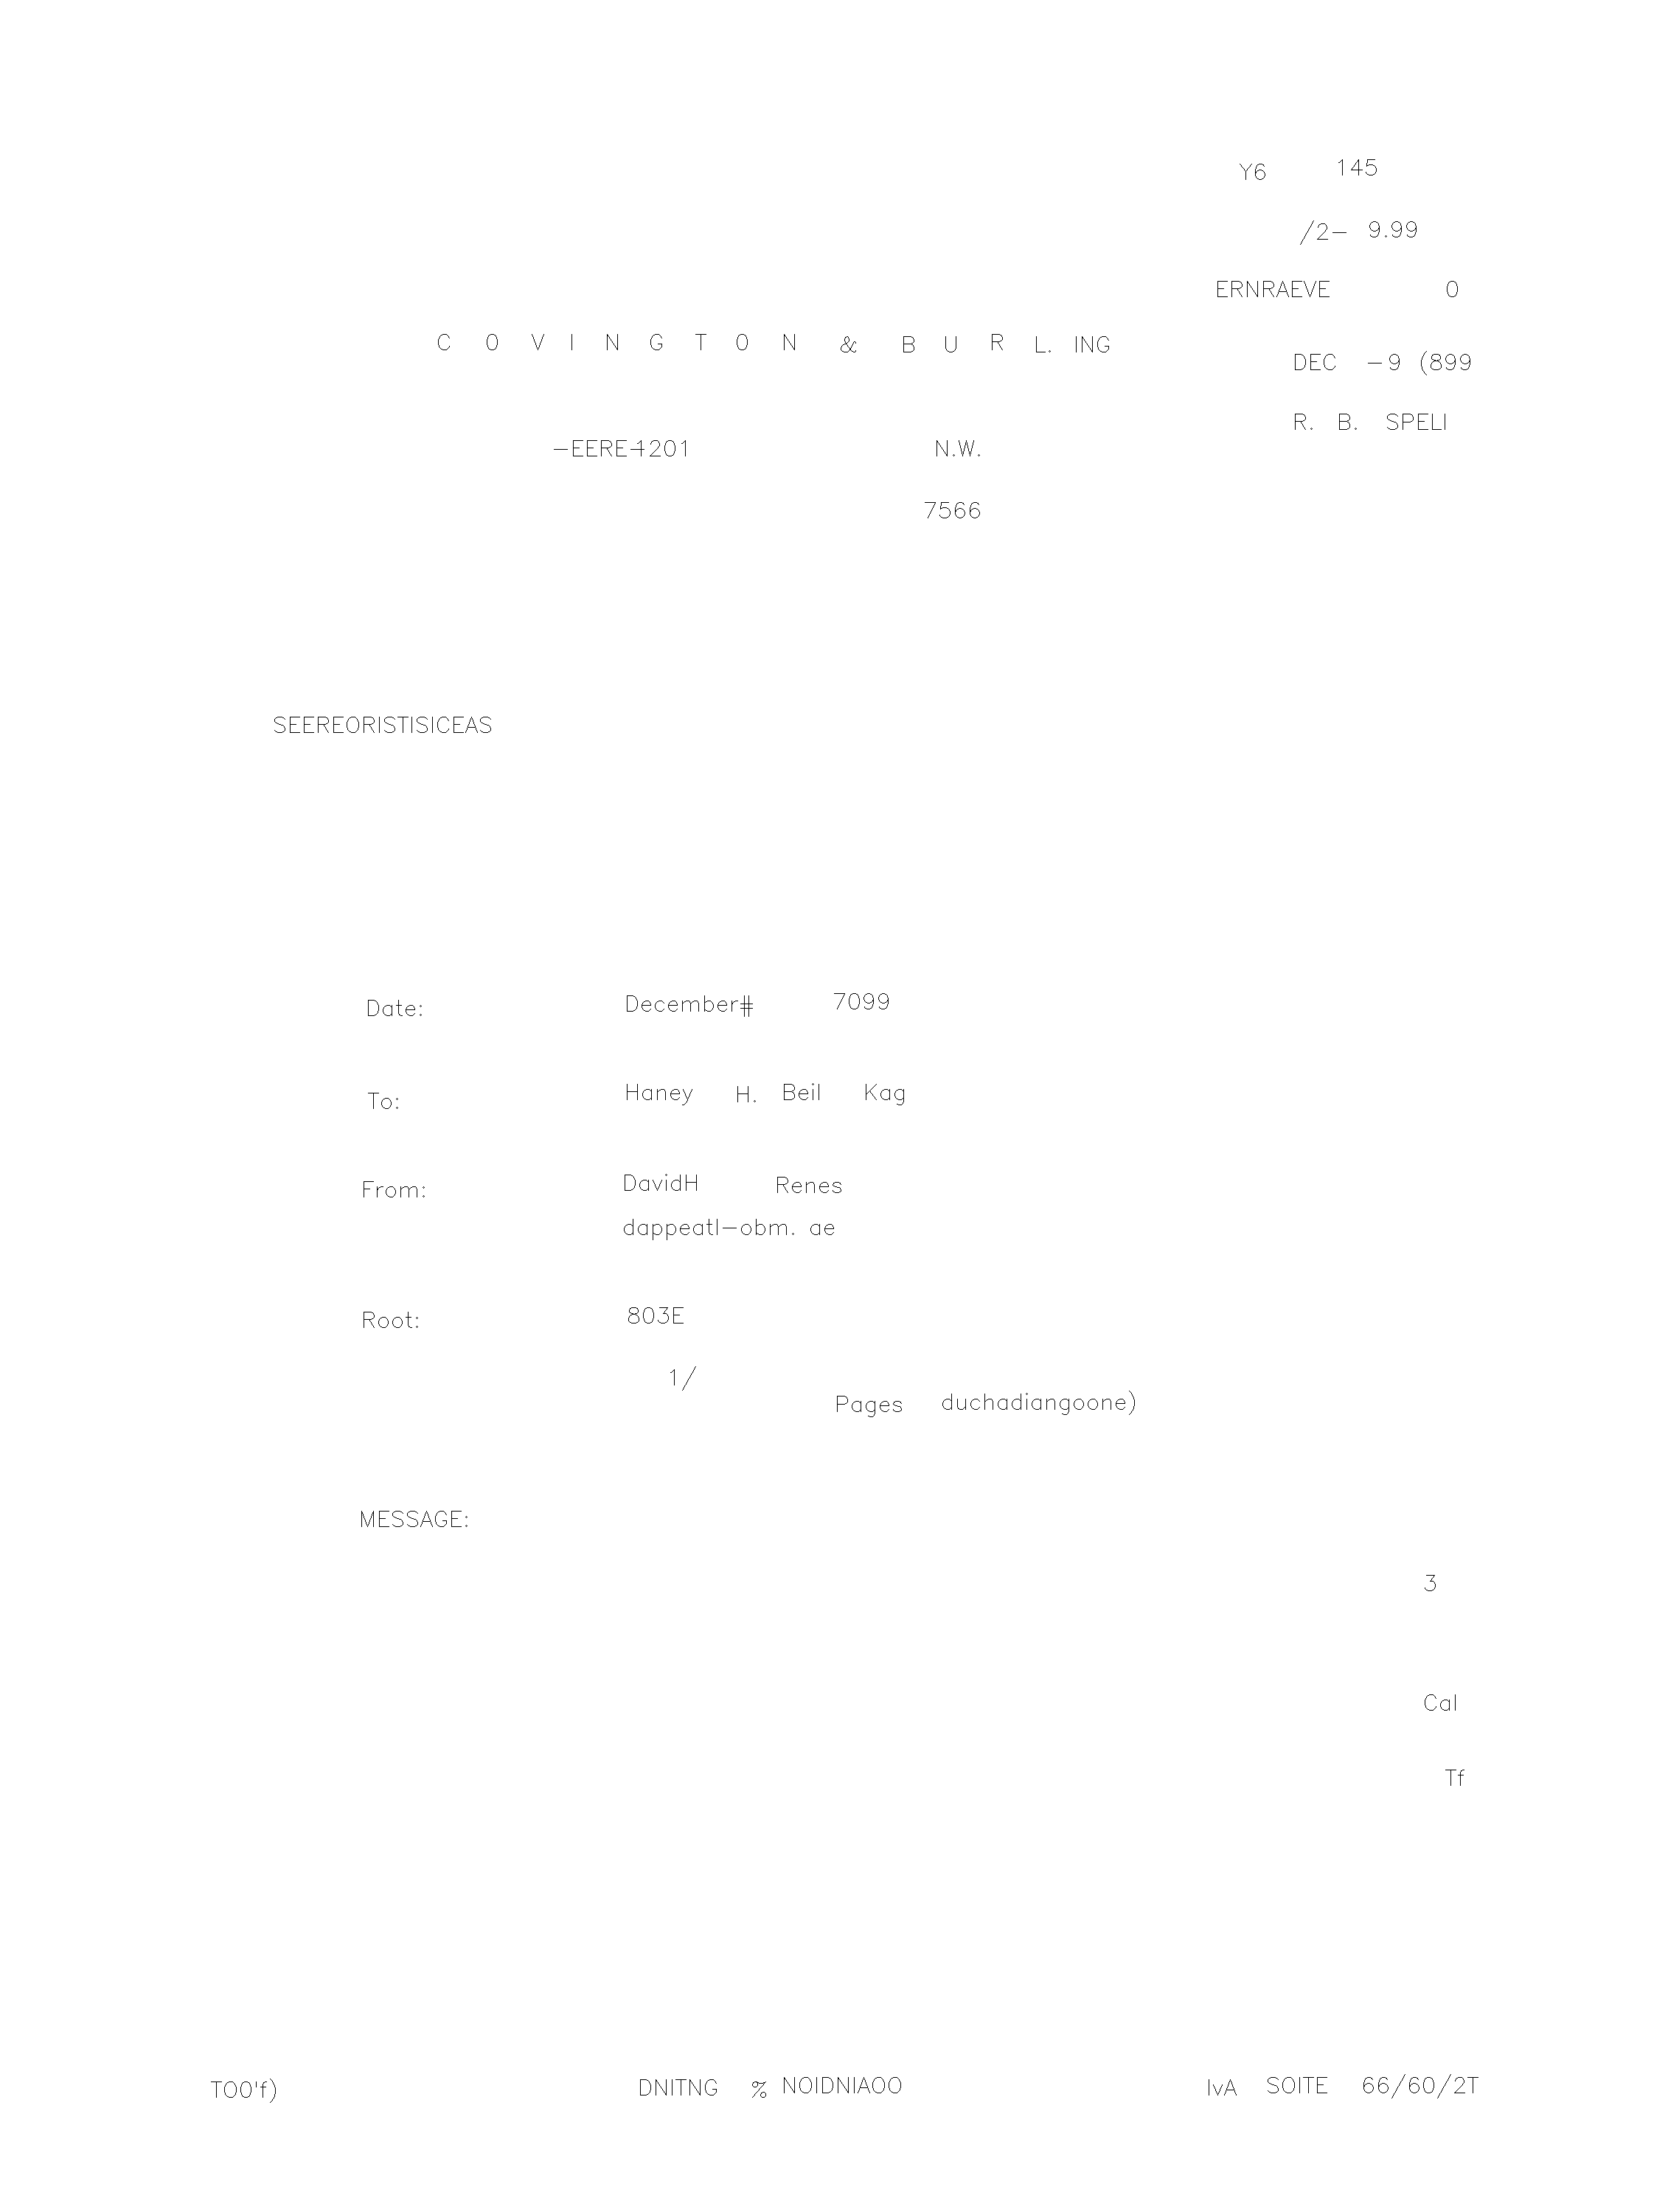 Y6 145
/2- 9.99
ERNRAEVE 0
C O V I N G T O N & B U R L. ING
DEC -9 (899
R. B. SPELI
-EERE-1201 N.W.
7566
SEEREORISTISICEAS
Date: December# 7099
To: Haney H. Beil Kag
From: DavidH Renes
dappeatl-obm. ae
Root: 803E
1/
Pages duchadiangoone)
MESSAGE:
3
Cal
Tf
TOO'f) DNITNG % NOIDNIAOO IvA SOITE 66/60/2T